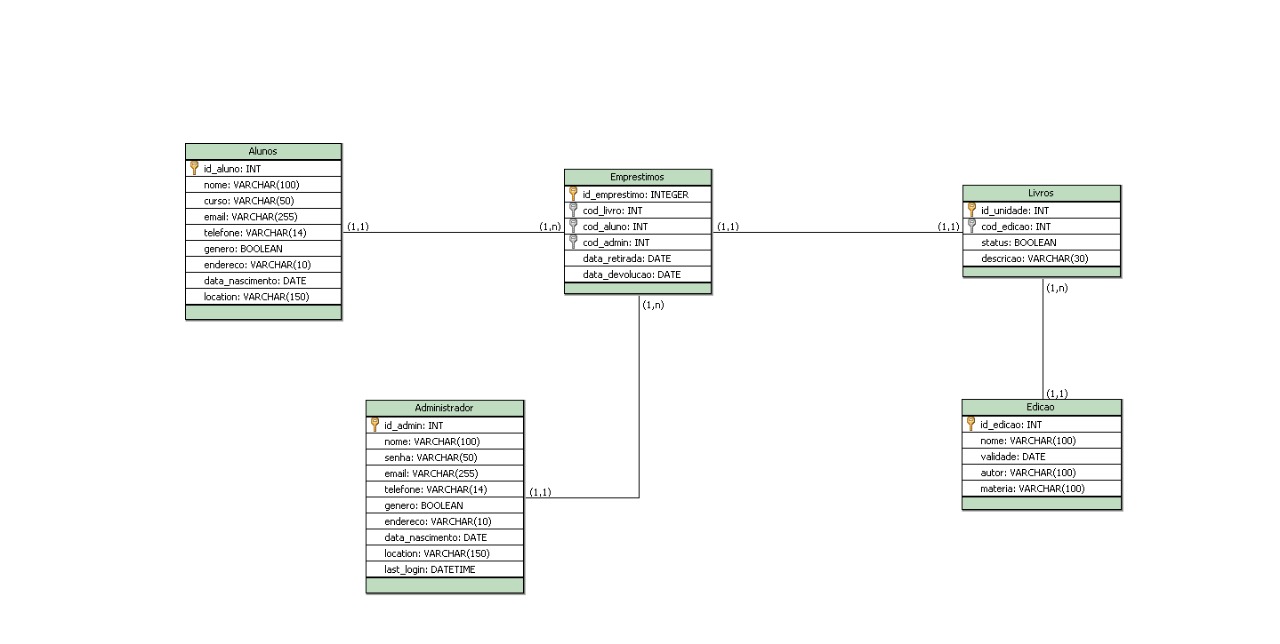 Alunos
id_aluno: INT
nome: VARCHAR(100)
curso: VARCHAR(50)
email: VARCHAR(255)
telefone: VARCHAR(14)
genero: BOOLEAN
endereco: VARCHAR(10)
data_nascimento: DATE
location: VARCHAR(150)
(1,1)
(1,n)
Emprestimos
id_emprestimo: INTEGER
cod_livro: INT
cod_aluno: INT
cod_admin: INT
data_retirada: DATE
data_devolucao: DATE
(1,1)
(1,1)
(1,n)
Livros
id_unidade: INT
cod_edicao: INT
status: BOOLEAN
descricao: VARCHAR(30)
(1,n)
(1,1)
Administrador
id_admin: INT
nome: VARCHAR(100)
senha: VARCHAR(50)
email: VARCHAR(255)
telefone: VARCHAR(14)
genero: BOOLEAN
endereco: VARCHAR(10)
data_nascimento: DATE
location: VARCHAR(150)
last_login: DATETIME
(1,1)
Edicao
id_edicao: INT
nome: VARCHAR(100)
validade: DATE
autor: VARCHAR(100)
materia: VARCHAR(100)